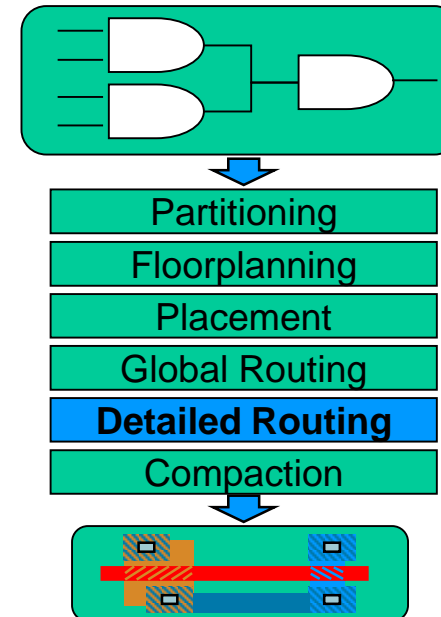 Partitioning
Floorplanning
Placement
Global Routing
Detailed Routing
Compaction